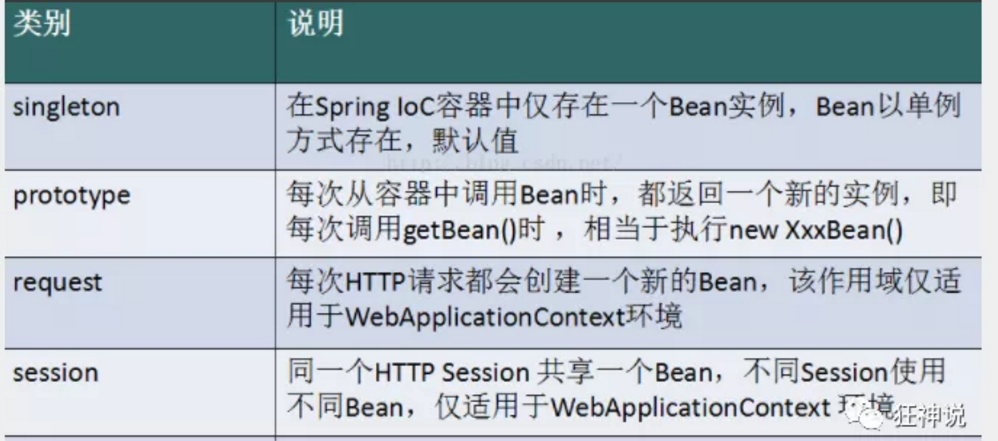 类别
说明
singleton
在Spring IoC容器中仅存在一个Bean实例，Bean以单例
方式存在，默认值
http://blog.csdn.net/
prototype
每次从容器中调用Bean时，都返回一个新的实例，即
每次调用getBean()时 ，相当于执行new XxxBean()
request
每次HTTP请求都会创建一个新的Bean，该作用域仅适
用于WebApplicationContext环境
session
同一个HTTP Session 共享一个Bean，不同Session使用
不同Bean，仅适用于WebApplicationContext 环境
狂神说